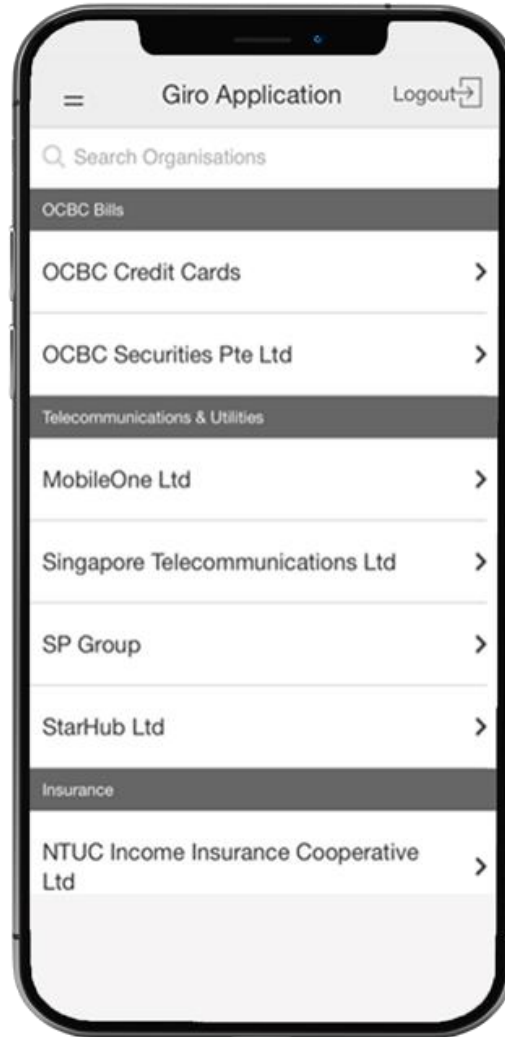 Giro Application
Logout
Search Organisations
OCBC Bills
OCBC Credit Cards
OCBC Securities Pte Ltd
Telecommunications & Utilities
MobileOne Ltd
Singapore Telecommunications Ltd
SP Group
StarHub Ltd
Insurance
NTUC Income Insurance Cooperative
Ltd